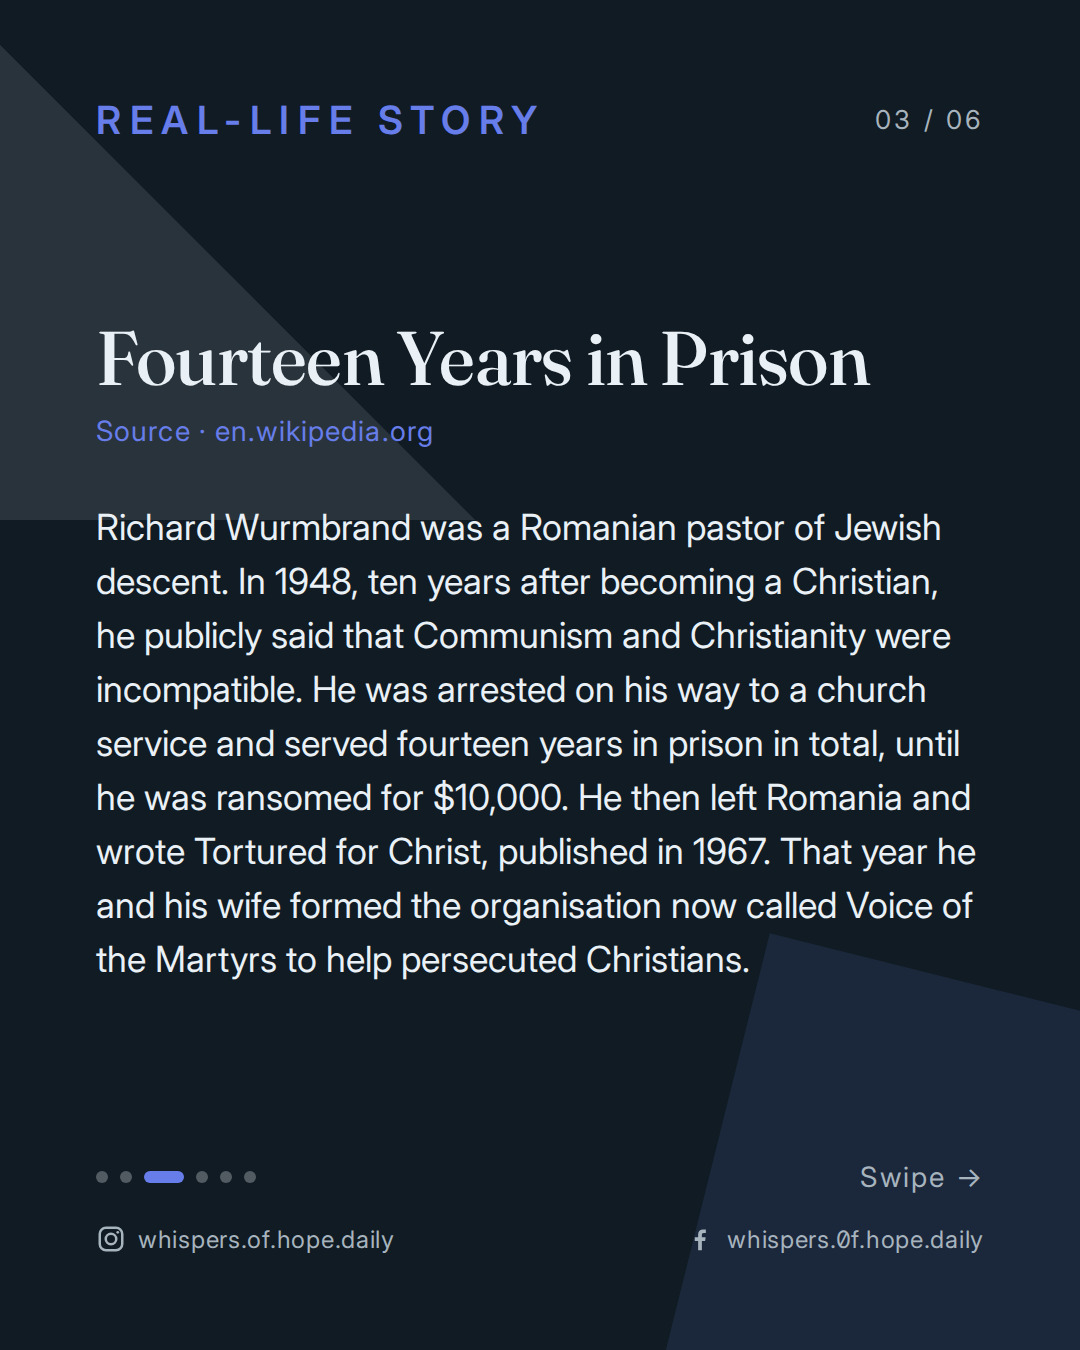 REAL-LIFE STORY
03 / 06
Fourteen Years in Prison
Source · en.wikipedia.org
Richard Wurmbrand was a Romanian pastor of Jewish
descent. In 1948, ten years after becoming a Christian,
he publicly said that Communism and Christianity were
incompatible. He was arrested on his way to a church
service and served fourteen years in prison in total, until
he was ransomed for $10,000. He then left Romania and
wrote Tortured for Christ, published in 1967. That year he
and his wife formed the organisation now called Voice of
the Martyrs to help persecuted Christians.
Swipe →
whispers.of.hope.daily
whispers.0f.hope.daily